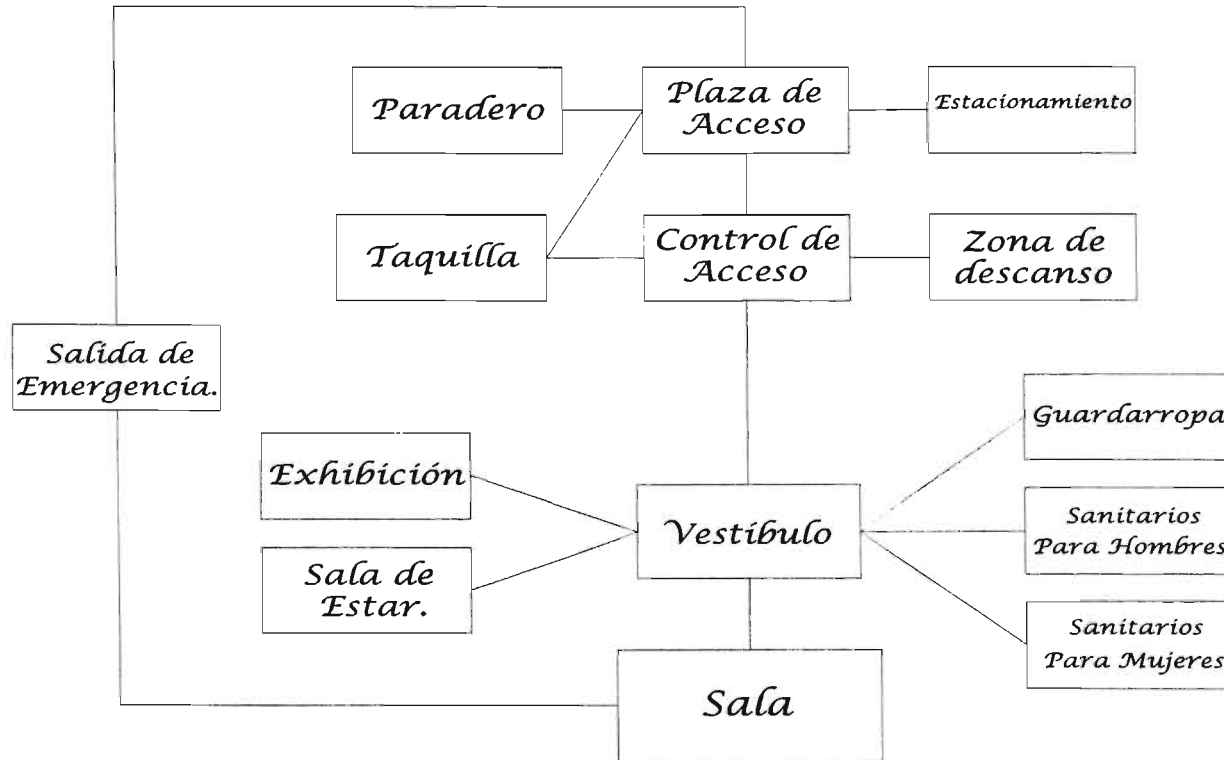 Paradero
Plaza de
Acceso
Estacionamiento
Taquilla
Control de
Acceso
Zona de
descanso
Salida de
Emergencia.
Guardarropa
Exhibición
Vestíbulo
Sanitarios
Para Hombres
Sala de
Estar.
Sanitarios
Para Mujeres
Sala